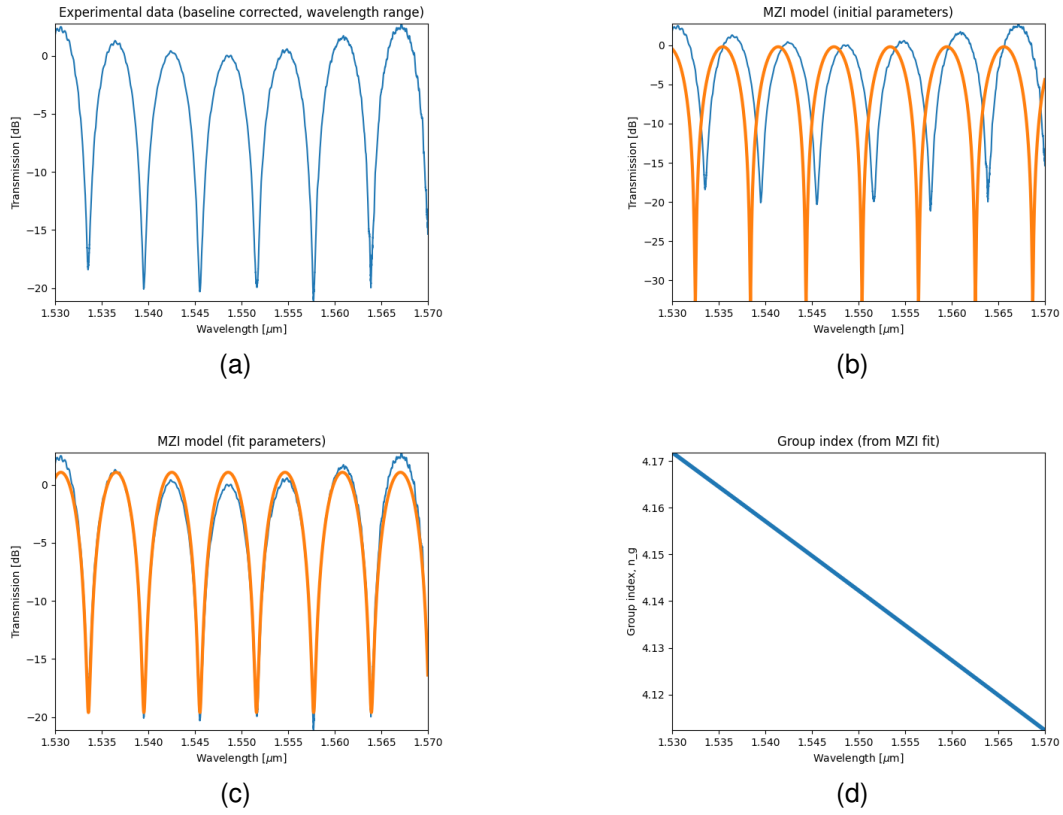 Experimental data (baseline corrected, wavelength range)
Transmission [dB]
0
−5
−10
−15
−20
1.530 1.535 1.540 1.545 1.550 1.555 1.560 1.565 1.570
Wavelength [μm]
(a)
MZI model (initial parameters)
Transmission [dB]
0
−5
−10
−15
−20
−25
−30
1.530 1.535 1.540 1.545 1.550 1.555 1.560 1.565 1.570
Wavelength [μm]
(b)
MZI model (fit parameters)
Transmission [dB]
0
−5
−10
−15
−20
1.530 1.535 1.540 1.545 1.550 1.555 1.560 1.565 1.570
Wavelength [μm]
(c)
Group index (from MZI fit)
Group index, n_g
4.17
4.16
4.15
4.14
4.13
4.12
1.530 1.535 1.540 1.545 1.550 1.555 1.560 1.565 1.570
Wavelength [μm]
(d)